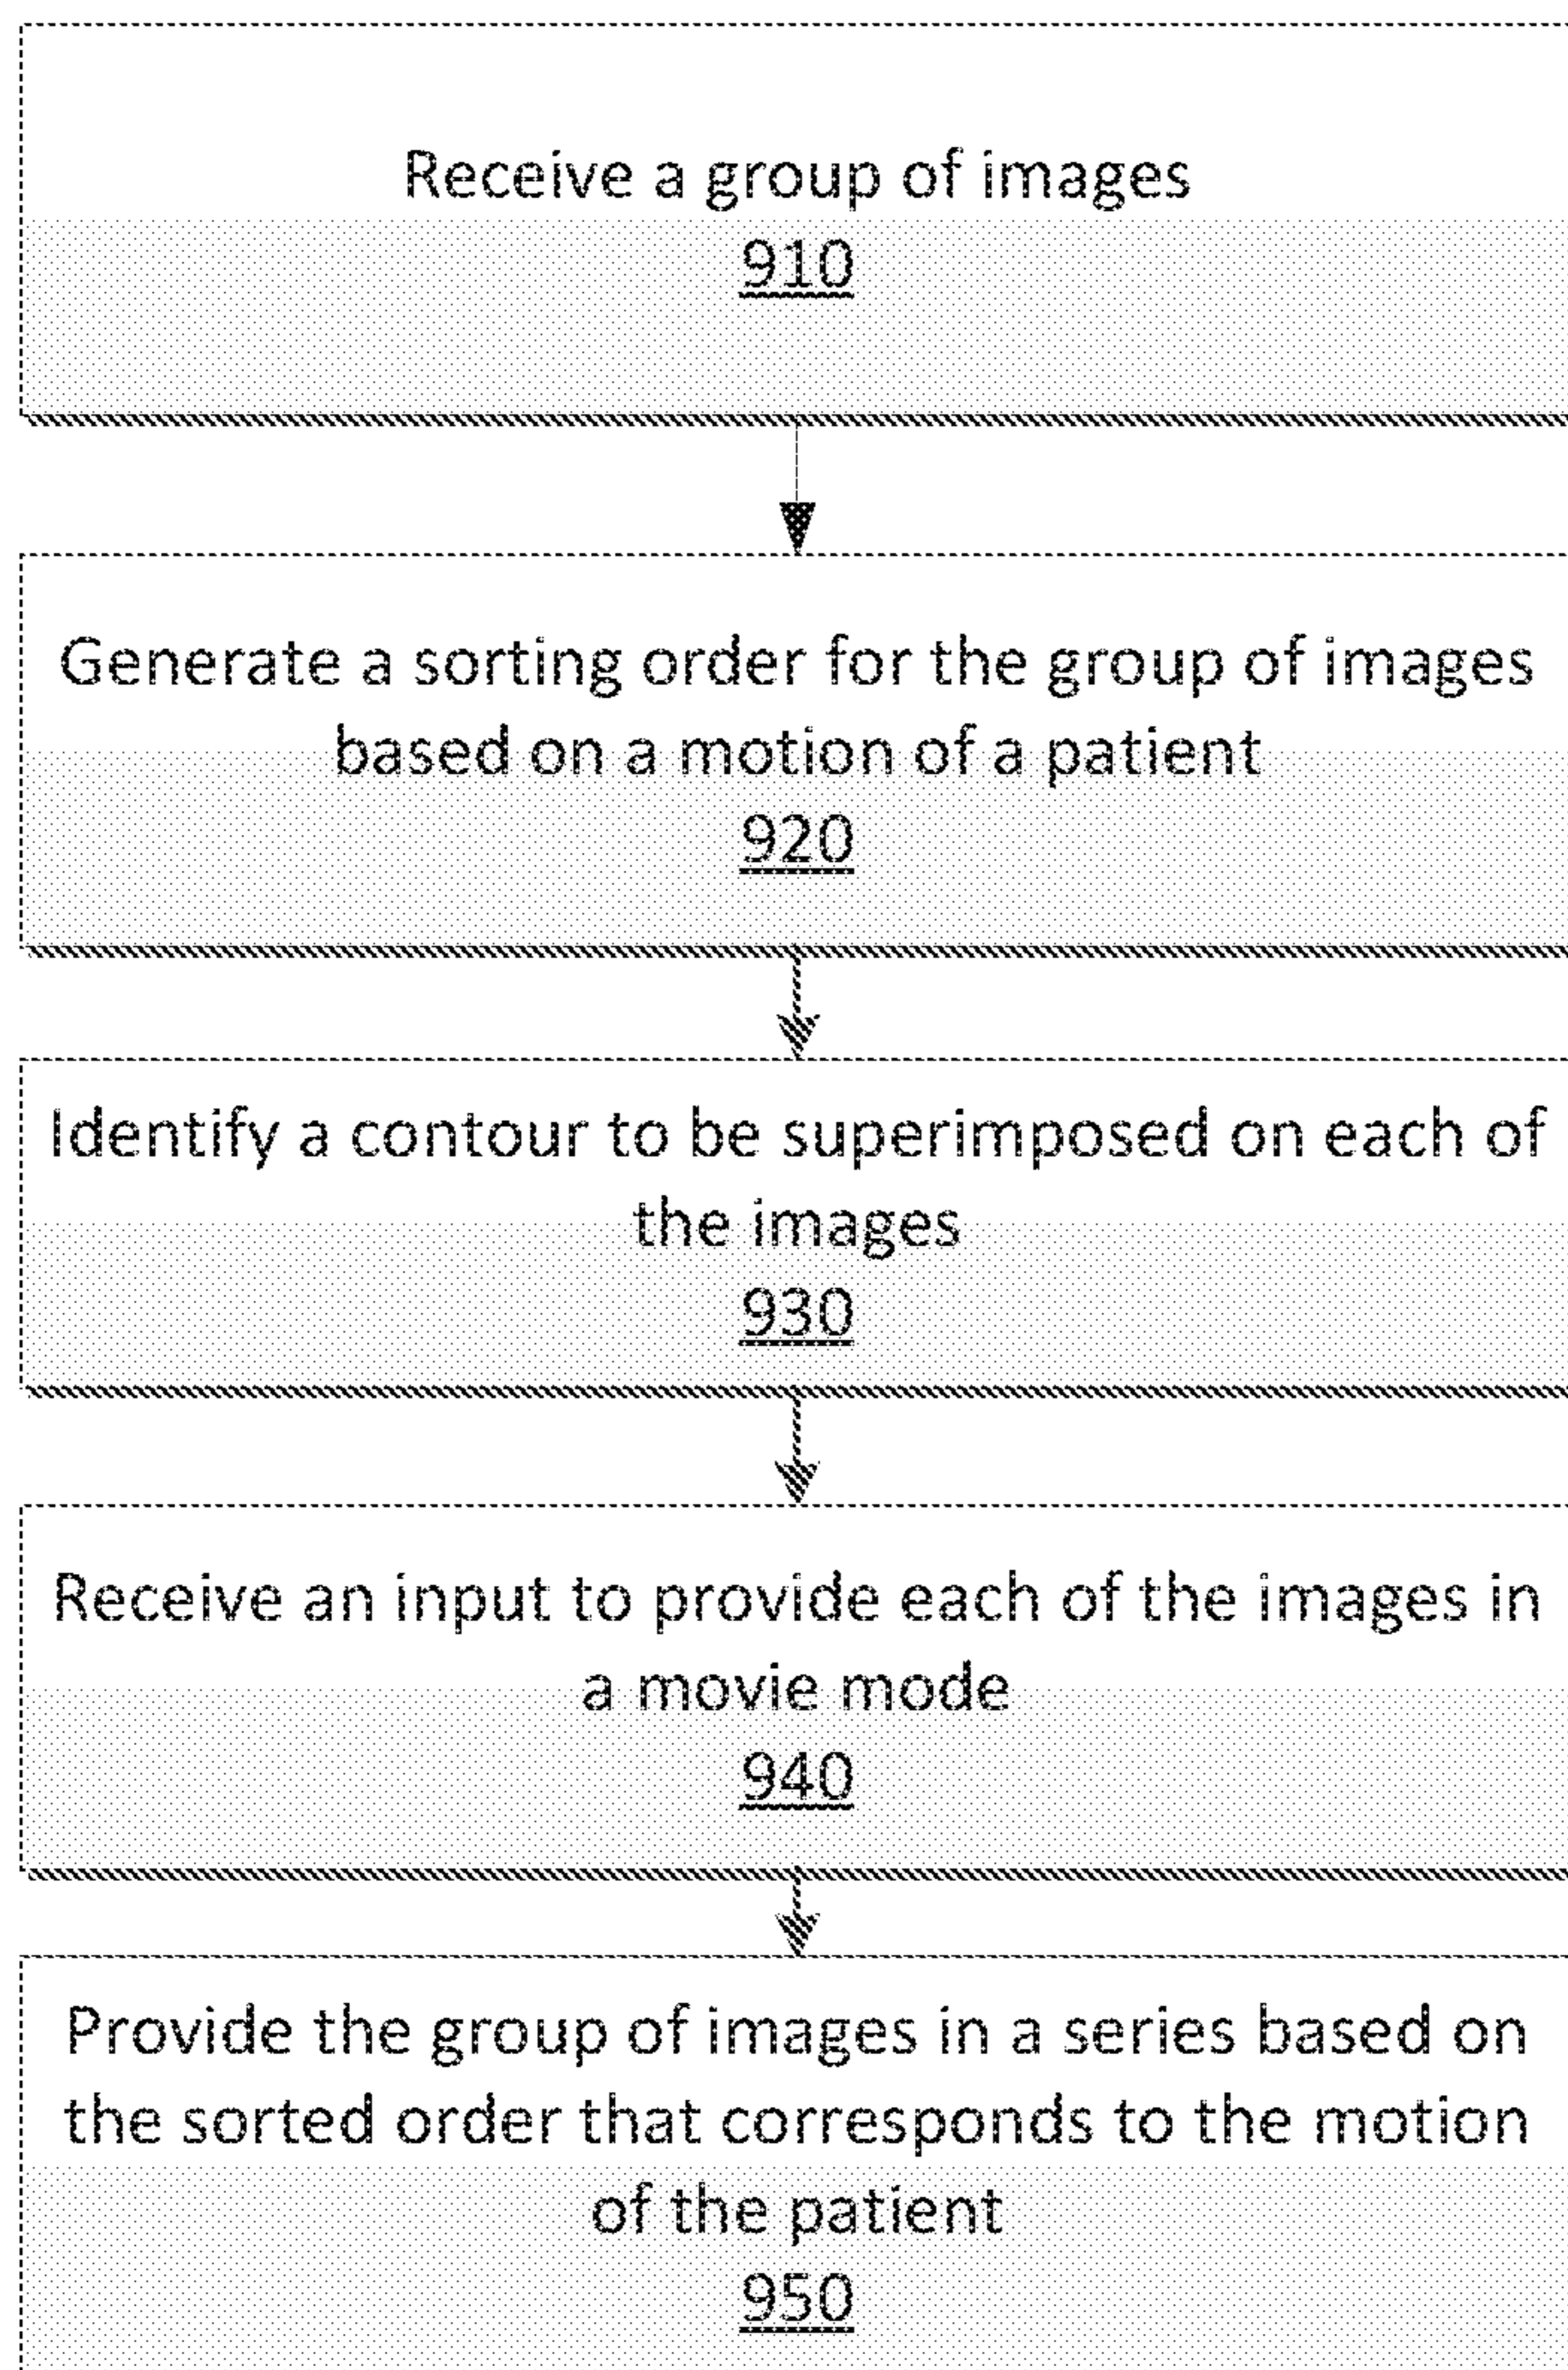 Receive a group of images
910
Generate a sorting order for the group of images
based on a motion of a patient
920
Identify a contour to be superimposed on each of
the images
930
Receive an input to provide each of the images in
a movie mode
940
Provide the group of images in a series based on
the sorted order that corresponds to the motion
of the patient
950